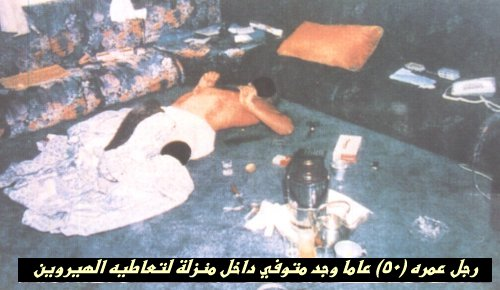 رجل عمره (٥٠) عاما وجد متوفي داخل منزلة لتعاطيه الهيروين